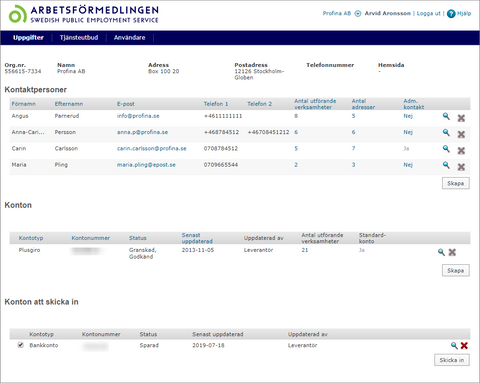 ARBETSFÖRMEDLINGEN
SWEDISH PUBLIC EMPLOYMENT SERVICE
Profina AB Arvid Aronsson | Logga ut | ? Hjälp
Uppgifter Tjänsteutbud Användare
Org.nr. Namn Adress Postadress Telefonnummer Hemsida
556615-7334 Profina AB Box 100 20 12126 Stockholm- -
Globen
Kontaktpersoner
Förnamn Efternamn E-post Telefon 1 Telefon 2 Antal utförande verksamheter Antal adresser Adm. kontakt
Angus Parnerud info@profina.se +4611111111 8 5 Nej
Anna-Cari... Persson anna.p@profina.se +468784512 +46708451212 6 6 Nej
Carin Carlsson carin.carlsson@profina.se 0708784512 5 7 Ja
Maria Pling maria.pling@epost.se 0709665544 2 3 Nej
Skapa
Konton
Kontotyp Kontonummer Status Senast uppdaterad Uppdaterad av Antal utförande verksamheter Standard-konto
Plusgiro Granskad, 2013-11-05 Leverantör 21 Ja
Godkänd
Skapa
Konton att skicka in
Kontotyp Kontonummer Status Senast uppdaterad Uppdaterad av
Bankkonto Sparad 2019-07-18 Leverantör
Skicka in